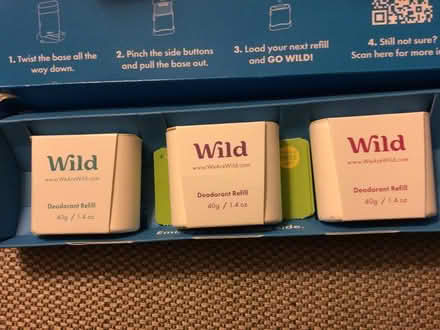 1. Twist the base all the
way down.
2. Pinch the side buttons
and pull the base out.
3. Load your next refill
and GO WILD!
4. Still not sure?
Scan here for more in
Wild
www.WeAreWild.com
Deodorant Refill
40g / 1.4 oz
Wild
www.WeAreWild.com
Deodorant Refill
40g / 1.4 oz
Wild
www.WeAreWild.com
Deodorant Refill
40g / 1.4 oz